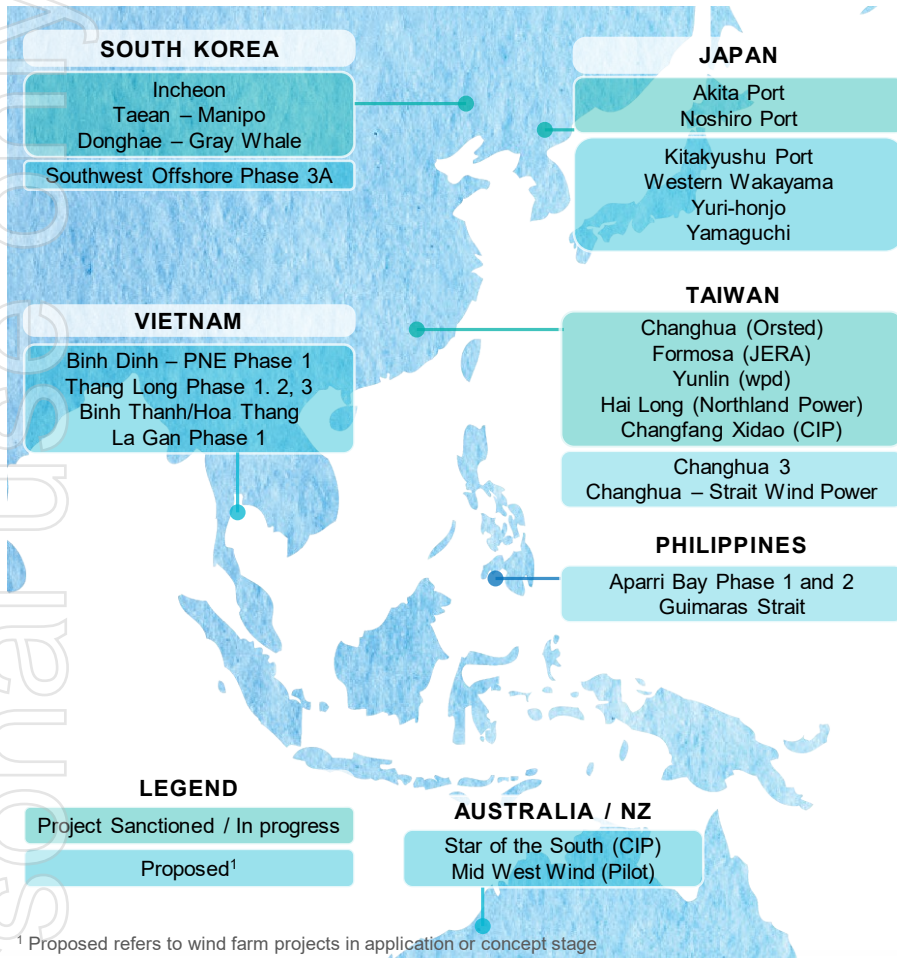 SOUTH KOREA
Incheon
Taean – Manipo
Donghae – Gray Whale
Southwest Offshore Phase 3A
JAPAN
Akita Port
Noshiro Port
Kitakyushu Port
Western Wakayama
Yuri-honjo
Yamaguchi
VIETNAM
Binh Dinh – PNE Phase 1
Thang Long Phase 1. 2, 3
Binh Thanh/Hoa Thang
La Gan Phase 1
TAIWAN
Changhua (Orsted)
Formosa (JERA)
Yunlin (wpd)
Hai Long (Northland Power)
Changfang Xidao (CIP)
Changhua 3
Changhua – Strait Wind Power
PHILIPPINES
Aparri Bay Phase 1 and 2
Guimaras Strait
LEGEND
Project Sanctioned / In progress
Proposed¹
AUSTRALIA / NZ
Star of the South (CIP)
Mid West Wind (Pilot)
¹ Proposed refers to wind farm projects in application or concept stage
sonal use only